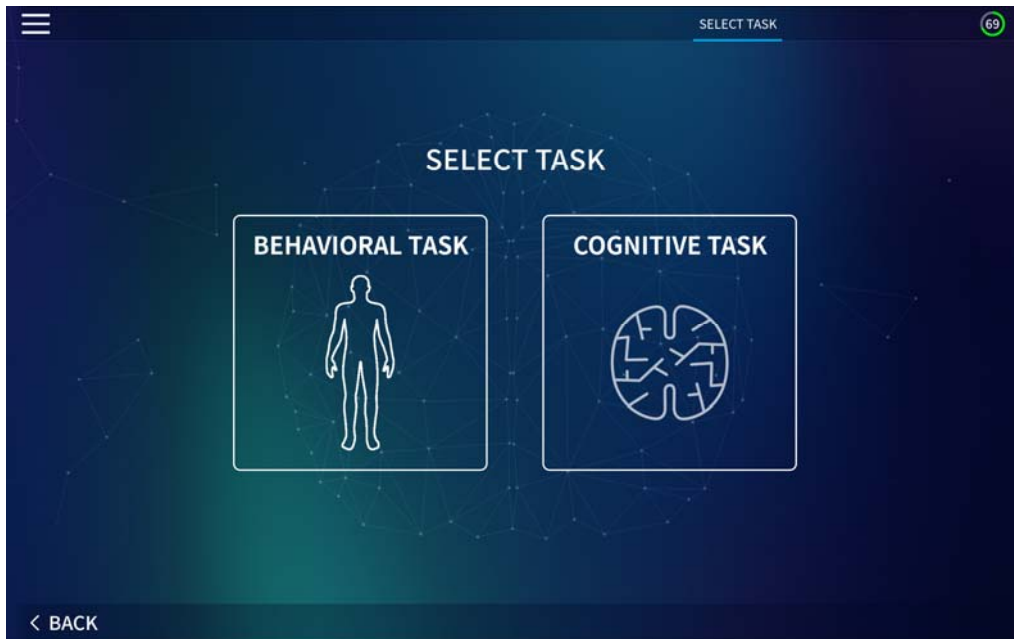 SELECT TASK
69
SELECT TASK
BEHAVIORAL TASK
COGNITIVE TASK
< BACK